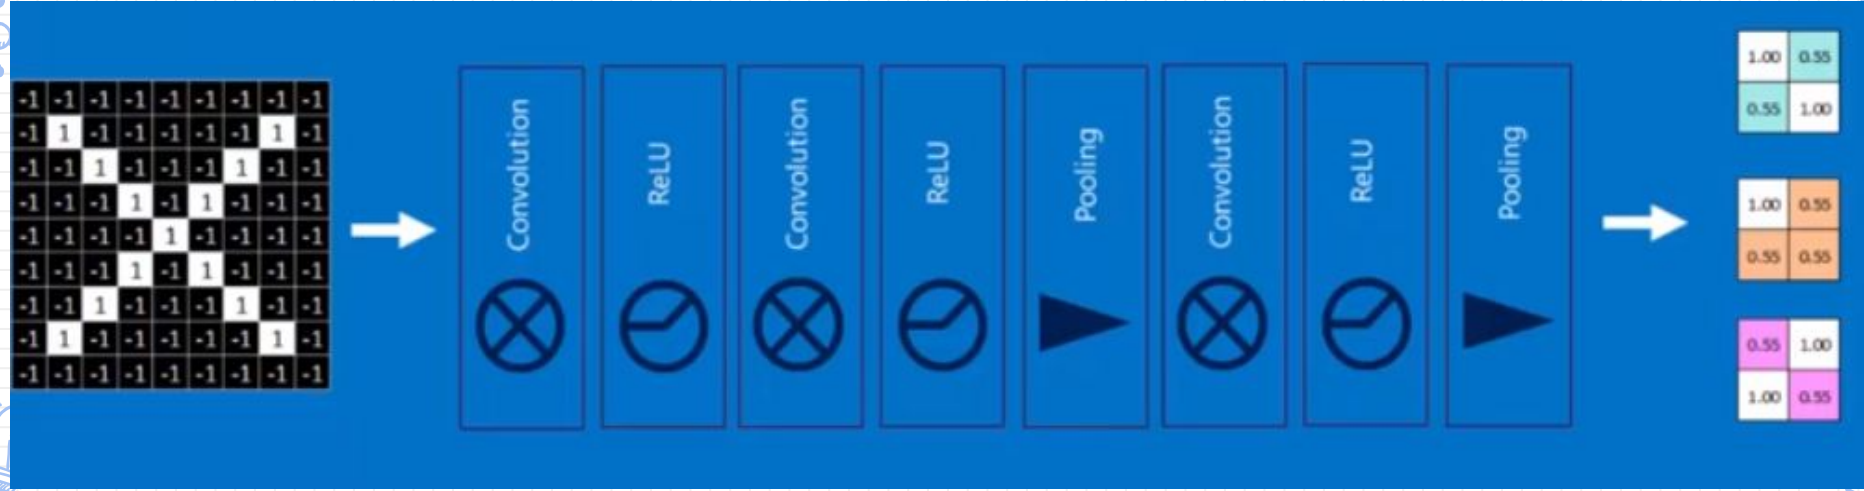 -1 -1 -1 -1 -1 -1 -1 -1 -1
-1 1 -1 -1 -1 -1 -1 1 -1
-1 -1 1 -1 -1 -1 1 -1 -1
-1 -1 -1 1 -1 1 -1 -1 -1
-1 -1 -1 -1 1 -1 -1 -1 -1
-1 -1 -1 1 -1 1 -1 -1 -1
-1 -1 1 -1 -1 -1 1 -1 -1
-1 1 -1 -1 -1 -1 -1 1 -1
-1 -1 -1 -1 -1 -1 -1 -1 -1
Convolution
ReLU
Convolution
ReLU
Pooling
Convolution
ReLU
Pooling
1.00 0.55
0.55 1.00
1.00 0.55
0.55 0.55
0.55 1.00
1.00 0.55